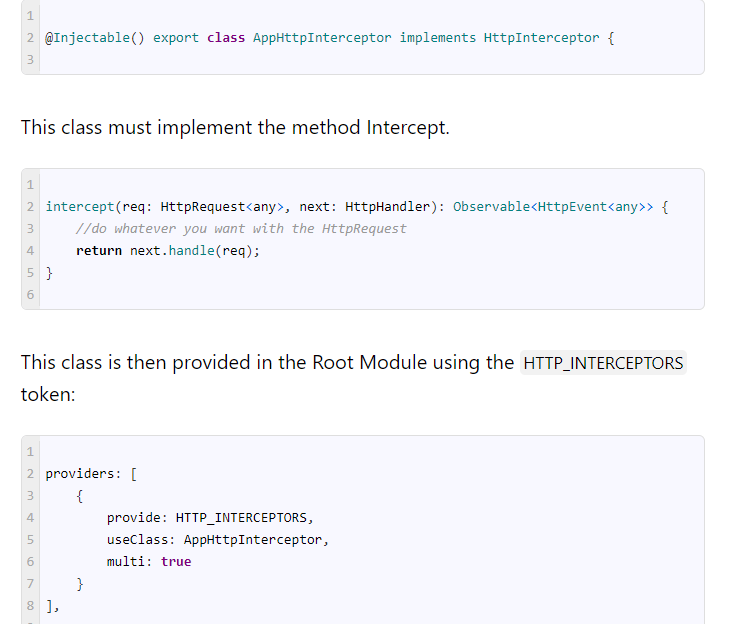 1
2 @Injectable() export class AppHttpInterceptor implements HttpInterceptor {
3
This class must implement the method Intercept.
1
2 intercept(req: HttpRequest<any>, next: HttpHandler): Observable<HttpEvent<any>> {
3     //do whatever you want with the HttpRequest
4     return next.handle(req);
5 }
6
This class is then provided in the Root Module using the HTTP_INTERCEPTORS
token:
1
2 providers: [
3     {
4         provide: HTTP_INTERCEPTORS,
5         useClass: AppHttpInterceptor,
6         multi: true
7     }
8 ],